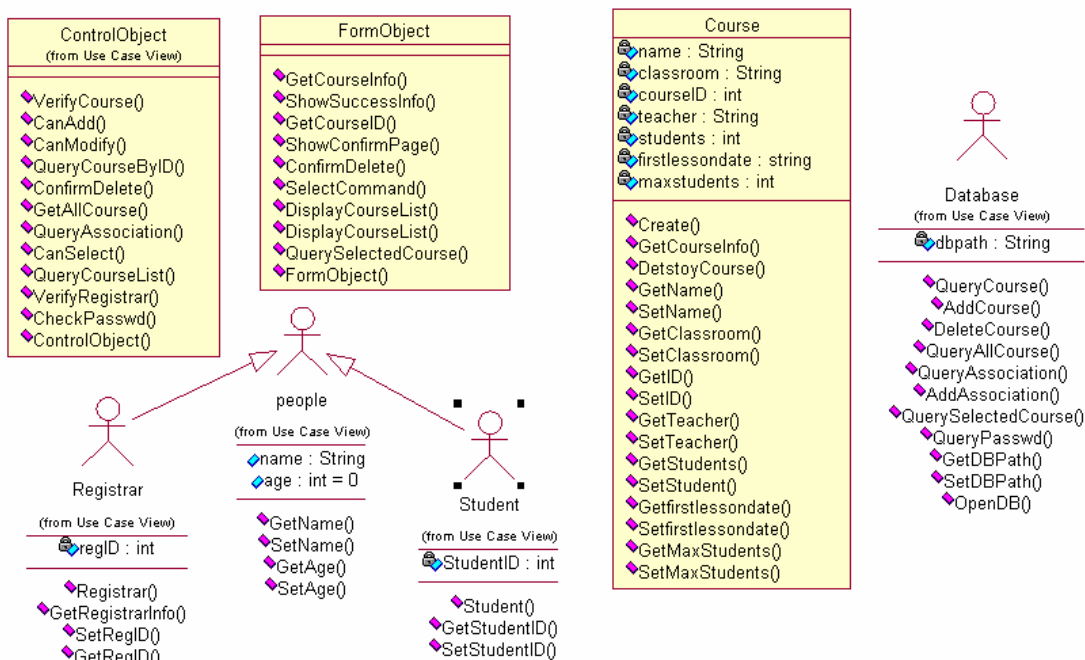 ControlObject
(from Use Case View)
VerifyCourse()
CanAdd()
CanModify()
QueryCourseByID()
ConfirmDelete()
GetAllCourse()
QueryAssociation()
CanSelect()
QueryCourseList()
VerifyRegistrar()
CheckPasswd()
ControlObject()
FormObject
GetCourseInfo()
ShowSuccessInfo()
GetCourseID()
ShowConfirmPage()
ConfirmDelete()
SelectCommand()
DisplayCourseList()
DisplayCourseList()
QuerySelectedCourse()
FormObject()
Course
name : String
classroom : String
courseID : int
teacher : String
students : int
firstlessondate : string
maxstudents : int
Create()
GetCourseInfo()
DetstoyCourse()
GetName()
SetName()
GetClassroom()
SetClassroom()
GetID()
SetID()
GetTeacher()
SetTeacher()
GetStudents()
SetStudent()
Getfirstlessondate()
Setfirstlessondate()
GetMaxStudents()
SetMaxStudents()
Database
(from Use Case View)
dbpath : String
QueryCourse()
AddCourse()
DeleteCourse()
QueryAllCourse()
QueryAssociation()
AddAssociation()
QuerySelectedCourse()
QueryPasswd()
GetDBPath()
SetDBPath()
OpenDB()
people
(from Use Case View)
name : String
age : int = 0
GetName()
SetName()
GetAge()
SetAge()
Registrar
(from Use Case View)
regID : int
Registrar()
GetRegistrarInfo()
SetRegID()
GetRegID()
Student
(from Use Case View)
StudentID : int
Student()
GetStudentID()
SetStudentID()